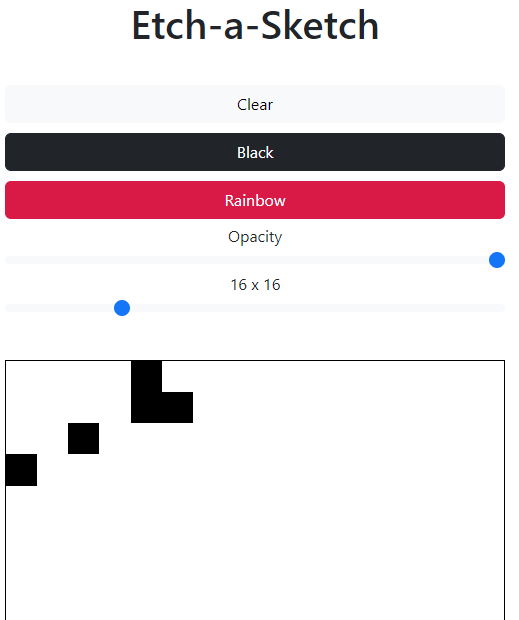 Etch-a-Sketch
Clear
Black
Rainbow
Opacity
16 x 16